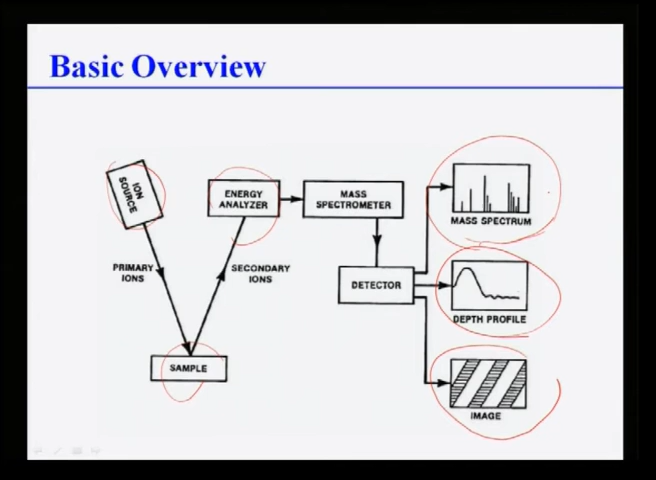 Basic Overview
ION
SOURCE
ENERGY
ANALYZER
MASS
SPECTROMETER
MASS SPECTRUM
PRIMARY
IONS
SECONDARY
IONS
DETECTOR
DEPTH PROFILE
SAMPLE
IMAGE